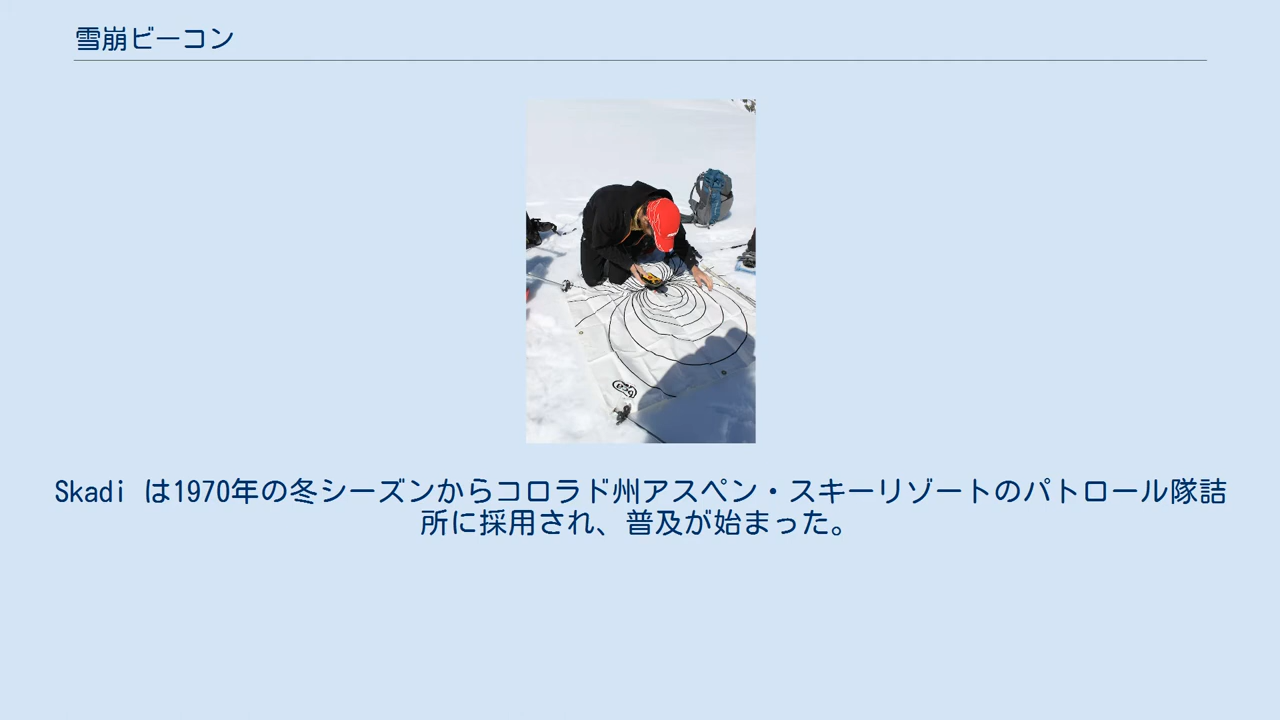 雪崩ビーコン
Skadi は1970年の冬シーズンからコロラド州アスペン・スキーリゾートのパトロール隊詰
所に採用され、普及が始まった。